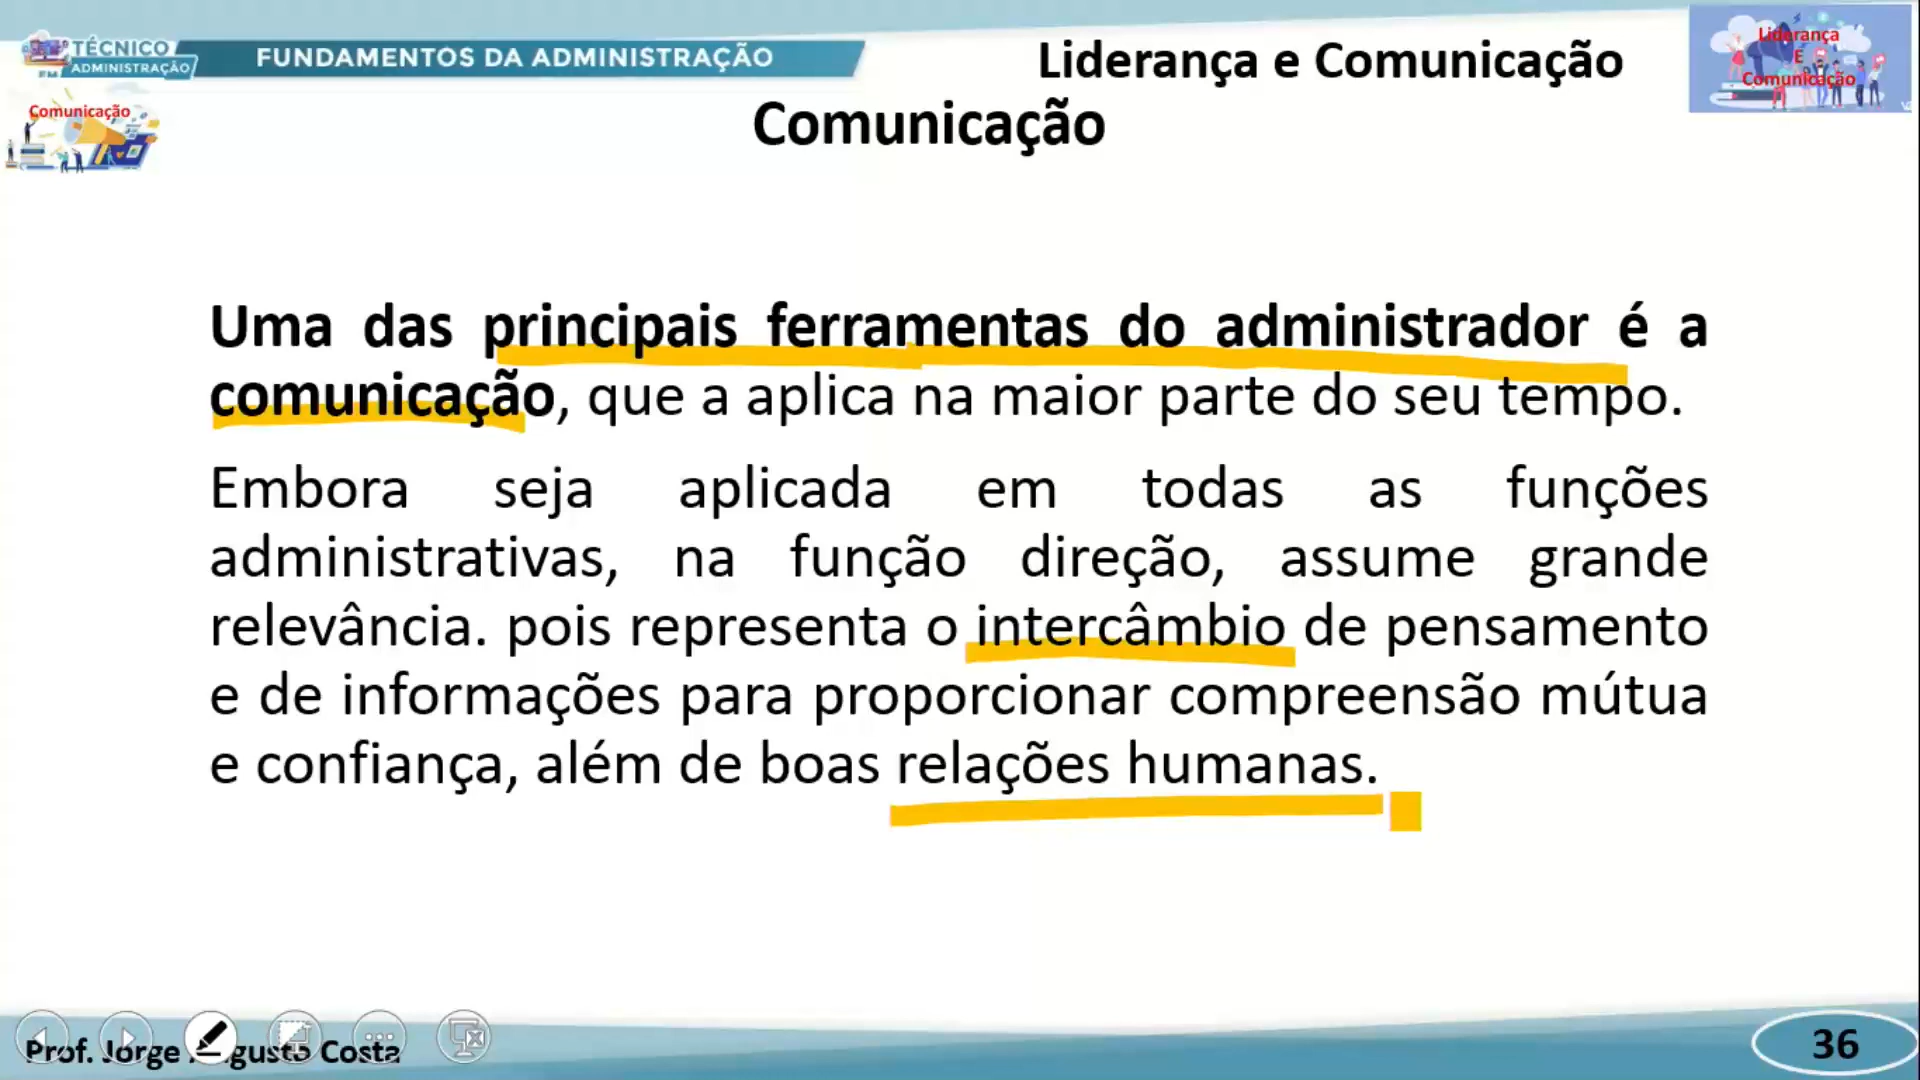 TÉCNICO
EM ADMINISTRAÇÃO
FUNDAMENTOS DA ADMINISTRAÇÃO
Liderança e Comunicação
Liderança
E
Comunicação
Comunicação
Comunicação
Uma das principais ferramentas do administrador é a
comunicação, que a aplica na maior parte do seu tempo.
Embora seja aplicada em todas as funções
administrativas, na função direção, assume grande
relevância. pois representa o intercâmbio de pensamento
e de informações para proporcionar compreensão mútua
e confiança, além de boas relações humanas.
Prof. Jorge Augusto Costa
36